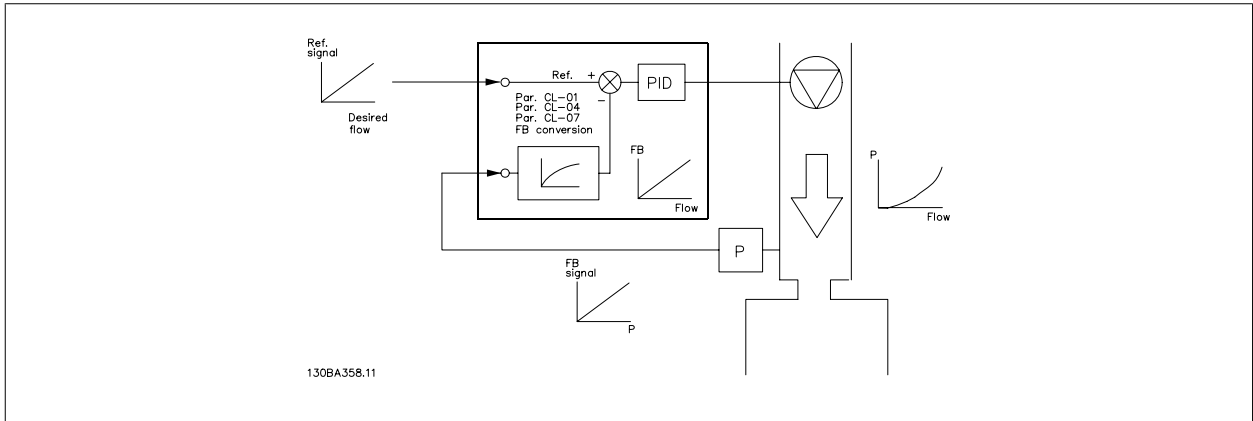 Ref.
signal
Desired
flow
Ref.
+
−
PID
Par. CL−01
Par. CL−04
Par. CL−07
FB conversion
FB
Flow
P
Flow
P
FB
signal
P
130BA358.11